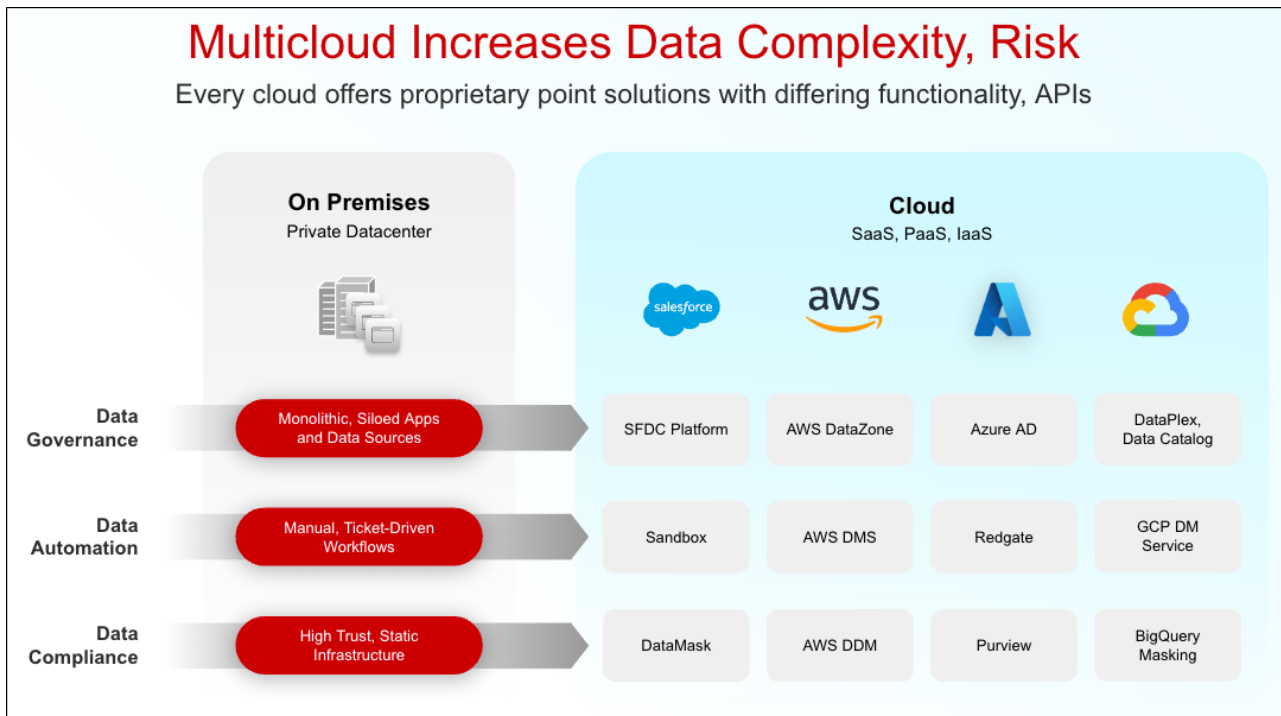 Multicloud Increases Data Complexity, Risk
Every cloud offers proprietary point solutions with differing functionality, APIs
On Premises
Private Datacenter
Cloud
SaaS, PaaS, IaaS
salesforce
aws
Data
Governance
Monolithic, Siloed Apps
and Data Sources
SFDC Platform
AWS DataZone
Azure AD
DataPlex,
Data Catalog
Data
Automation
Manual, Ticket-Driven
Workflows
Sandbox
AWS DMS
Redgate
GCP DM
Service
Data
Compliance
High Trust, Static
Infrastructure
DataMask
AWS DDM
Purview
BigQuery
Masking